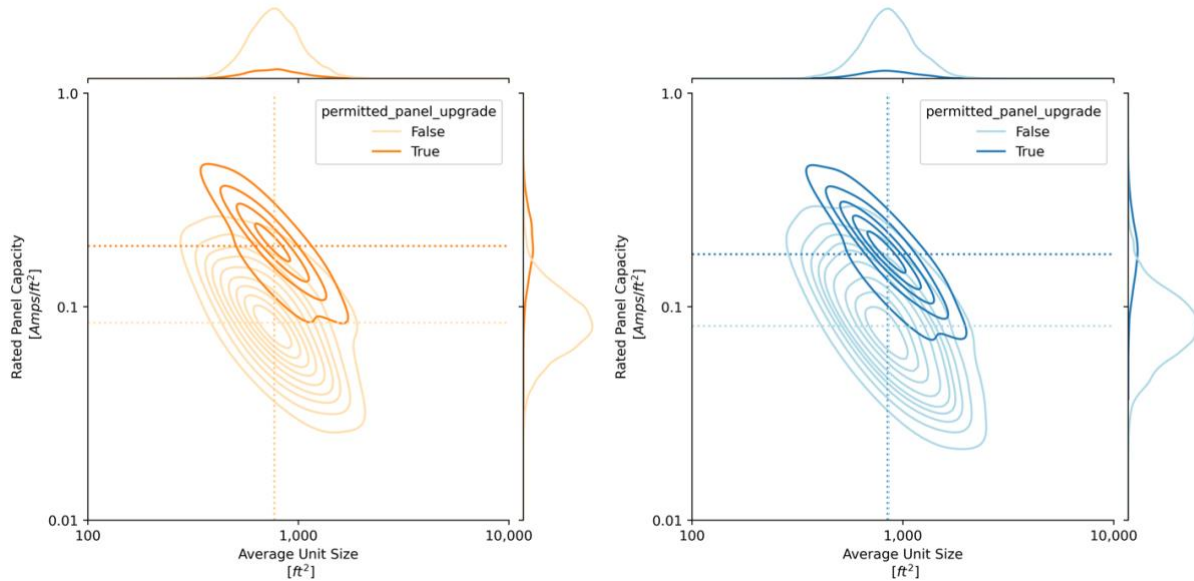 1.0
0.1
0.01
Rated Panel Capacity
[Amps/ft²]
permitted_panel_upgrade
False
True
100
1,000
10,000
Average Unit Size
[ft²]
1.0
0.1
0.01
Rated Panel Capacity
[Amps/ft²]
permitted_panel_upgrade
False
True
100
1,000
10,000
Average Unit Size
[ft²]